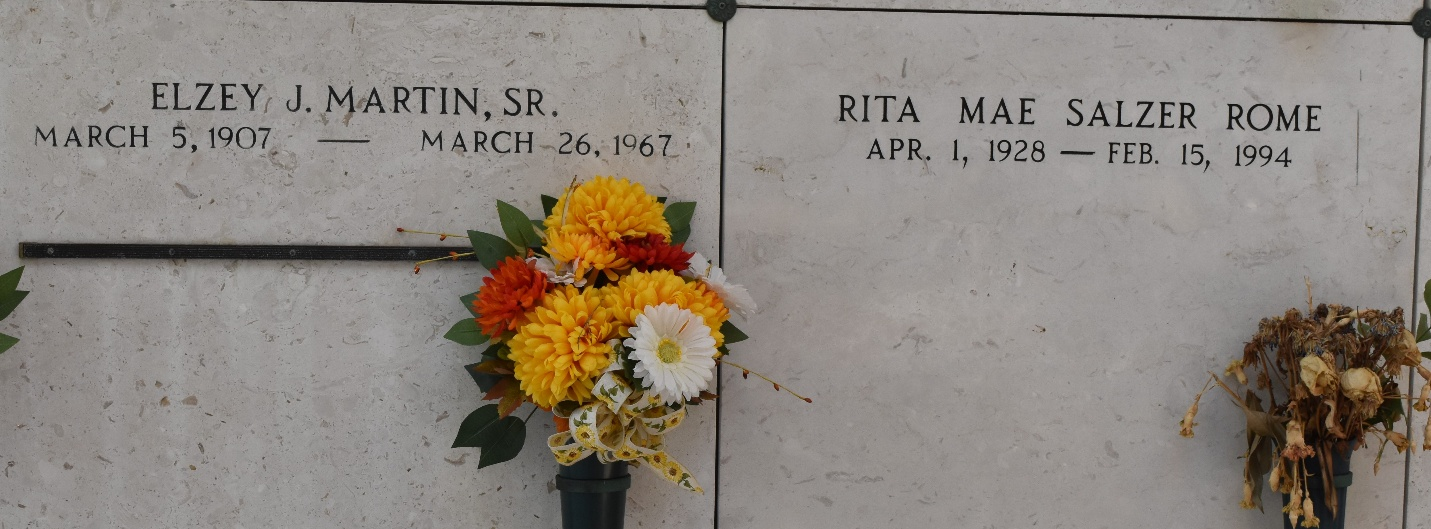 ELZEY J. MARTIN, SR.
MARCH 5, 1907 — MARCH 26, 1967
RITA MAE SALZER ROME
APR. 1, 1928 — FEB. 15, 1994